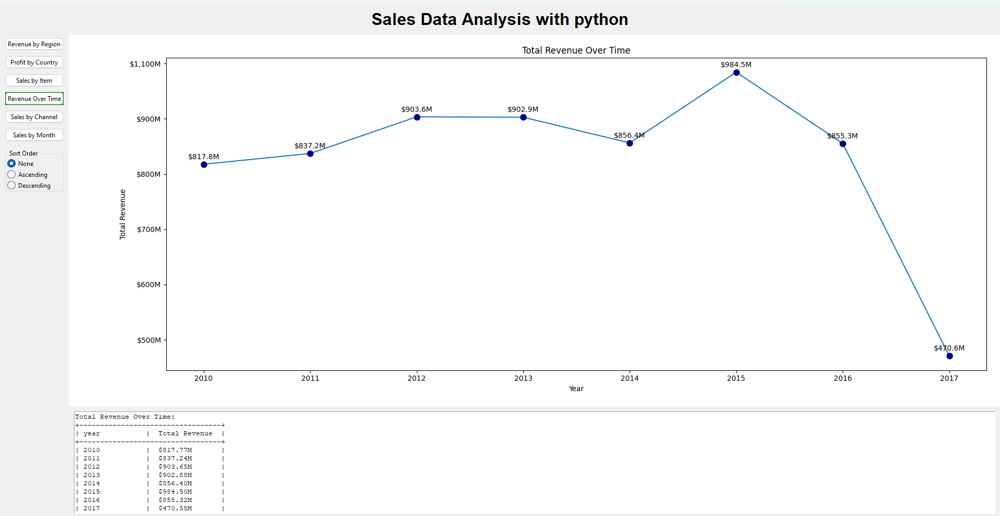 Sales Data Analysis with python
Revenue by Region
Profit by Country
Sales by Item
Revenue Over Time
Sales by Channel
Sales by Month
Sort Order
None
Ascending
Descending
Total Revenue Over Time
$1,100M
$900M
$800M
$700M
$600M
$500M
Total Revenue
$817.8M
$837.2M
$903.6M
$902.9M
$856.4M
$984.5M
$855.3M
$470.6M
2010 2011 2012 2013 2014 2015 2016 2017
Year
Total Revenue Over Time:
+----------------------------------+
| year | Total Revenue |
+----------------------------------+
| 2010 | $817.77M |
| 2011 | $837.24M |
| 2012 | $903.65M |
| 2013 | $902.88M |
| 2014 | $856.40M |
| 2015 | $984.50M |
| 2016 | $855.32M |
| 2017 | $470.55M |